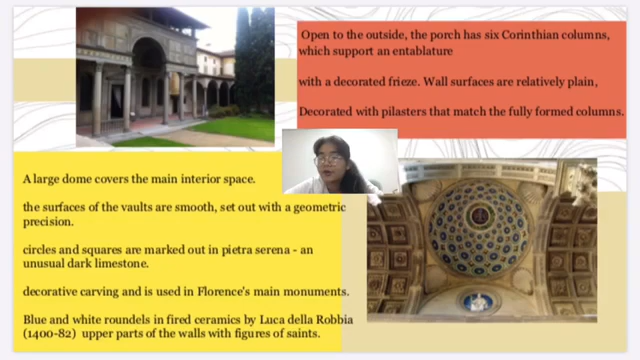 Open to the outside, the porch has six Corinthian columns,
which support an entablature
with a decorated frieze. Wall surfaces are relatively plain,
Decorated with pilasters that match the fully formed columns.
A large dome covers the main interior space.
the surfaces of the vaults are smooth, set out with a geometric
precision.
circles and squares are marked out in pietra serena - an
unusual dark limestone.
decorative carving and is used in Florence's main monuments.
Blue and white roundels in fired ceramics by Luca della Robbia
(1400-82) upper parts of the walls with figures of saints.